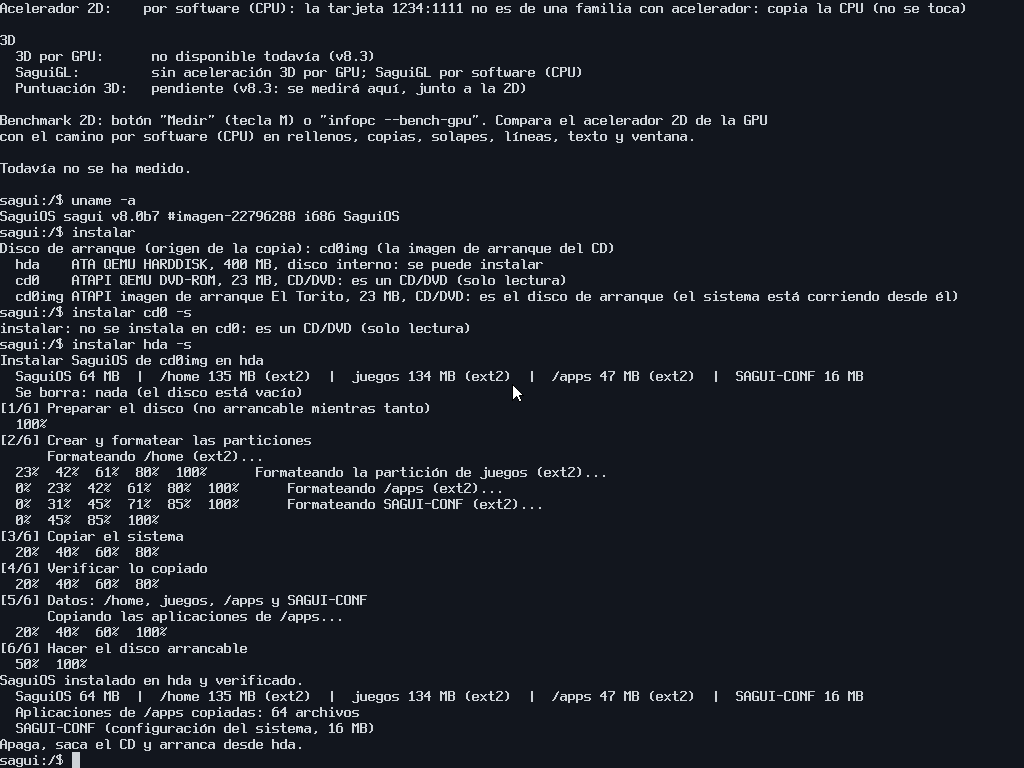 Acelerador 2D:    por software (CPU): la tarjeta 1234:1111 no es de una familia con acelerador: copia la CPU (no se toca)
3D
  3D por GPU:      no disponible todavía (v8.3)
  SaguiGL:         sin aceleración 3D por GPU; SaguiGL por software (CPU)
  Puntuación 3D:   pendiente (v8.3: se medirá aquí, junto a la 2D)
Benchmark 2D: botón "Medir" (tecla M) o "infopc --bench-gpu". Compara el acelerador 2D de la GPU
con el camino por software (CPU) en rellenos, copias, solapes, líneas, texto y ventana.
Todavía no se ha medido.
sagui:/$ uname -a
SaguiOS sagui v8.0b7 #imagen-22796288 i686 SaguiOS
sagui:/$ instalar
Disco de arranque (origen de la copia): cd0img (la imagen de arranque del CD)
  hda    ATA QEMU HARDDISK, 400 MB, disco interno: se puede instalar
  cd0    ATAPI QEMU DVD-ROM, 23 MB, CD/DVD: es un CD/DVD (solo lectura)
  cd0img ATAPI imagen de arranque El Torito, 23 MB, CD/DVD: es el disco de arranque (el sistema está corriendo desde él)
sagui:/$ instalar cd0 -s
instalar: no se instala en cd0: es un CD/DVD (solo lectura)
sagui:/$ instalar hda -s
Instalar SaguiOS de cd0img en hda
  SaguiOS 64 MB  |  /home 135 MB (ext2)  |  juegos 134 MB (ext2)  |  /apps 47 MB (ext2)  |  SAGUI-CONF 16 MB
  Se borra: nada (el disco está vacío)
[1/6] Preparar el disco (no arrancable mientras tanto)
  100%
[2/6] Crear y formatear las particiones
      Formateando /home (ext2)...
  23%  42%  61%  80%  100%      Formateando la partición de juegos (ext2)...
  0%  23%  42%  61%  80%  100%      Formateando /apps (ext2)...
  0%  31%  45%  71%  85%  100%      Formateando SAGUI-CONF (ext2)...
  0%  45%  85%  100%
[3/6] Copiar el sistema
  20%  40%  60%  80%
[4/6] Verificar lo copiado
  20%  40%  60%  80%
[5/6] Datos: /home, juegos, /apps y SAGUI-CONF
      Copiando las aplicaciones de /apps...
  20%  40%  60%  100%
[6/6] Hacer el disco arrancable
  50%  100%
SaguiOS instalado en hda y verificado.
  SaguiOS 64 MB  |  /home 135 MB (ext2)  |  juegos 134 MB (ext2)  |  /apps 47 MB (ext2)  |  SAGUI-CONF 16 MB
  Aplicaciones de /apps copiadas: 64 archivos
  SAGUI-CONF (configuración del sistema, 16 MB)
Apaga, saca el CD y arranca desde hda.
sagui:/$